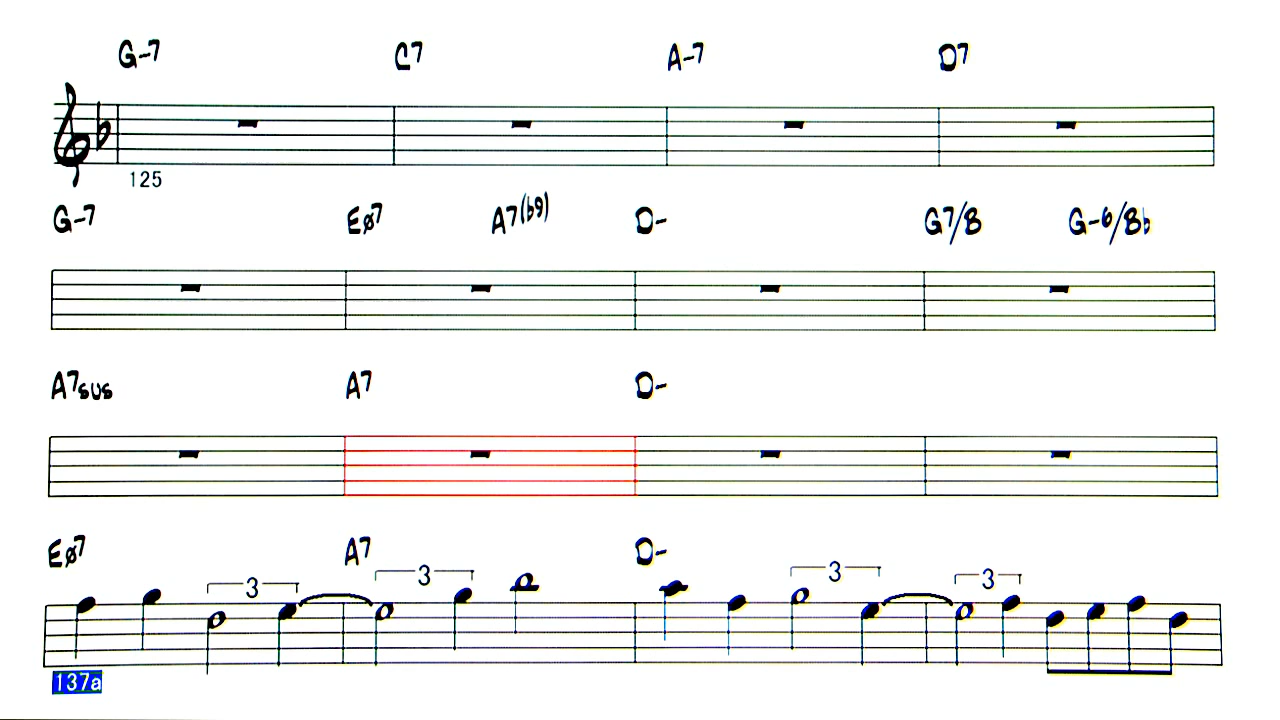 G-7 C7 A-7 D7
125
G-7 Eø7 A7(b9) D- G7/B G-6/Bb
A7sus A7 D-
Eø7 A7 D-
3 3 3 3
137a